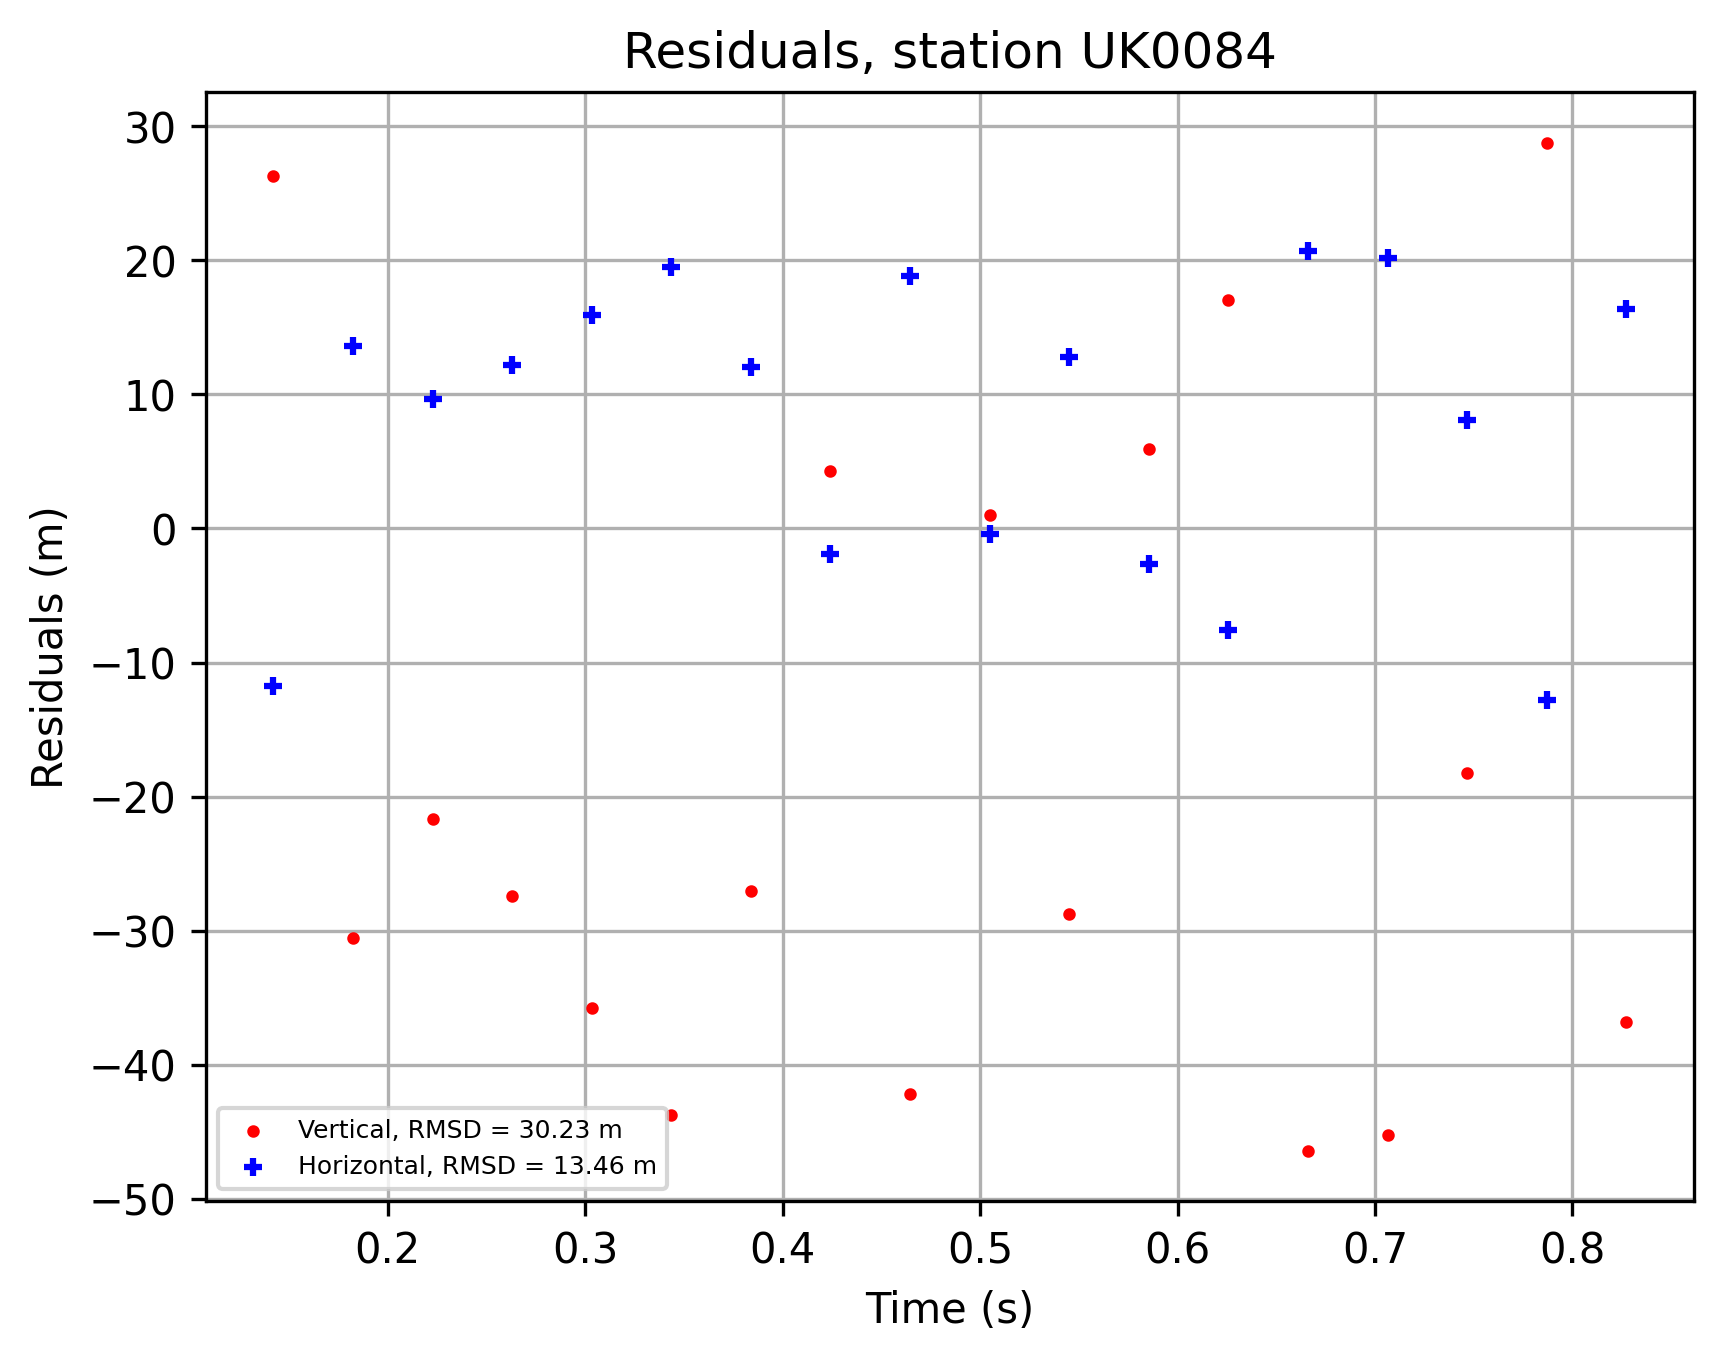 Residuals, station UK0084
Residuals (m)
30
20
10
0
−10
−20
−30
−40
−50
Vertical, RMSD = 30.23 m
Horizontal, RMSD = 13.46 m
0.2 0.3 0.4 0.5 0.6 0.7 0.8
Time (s)